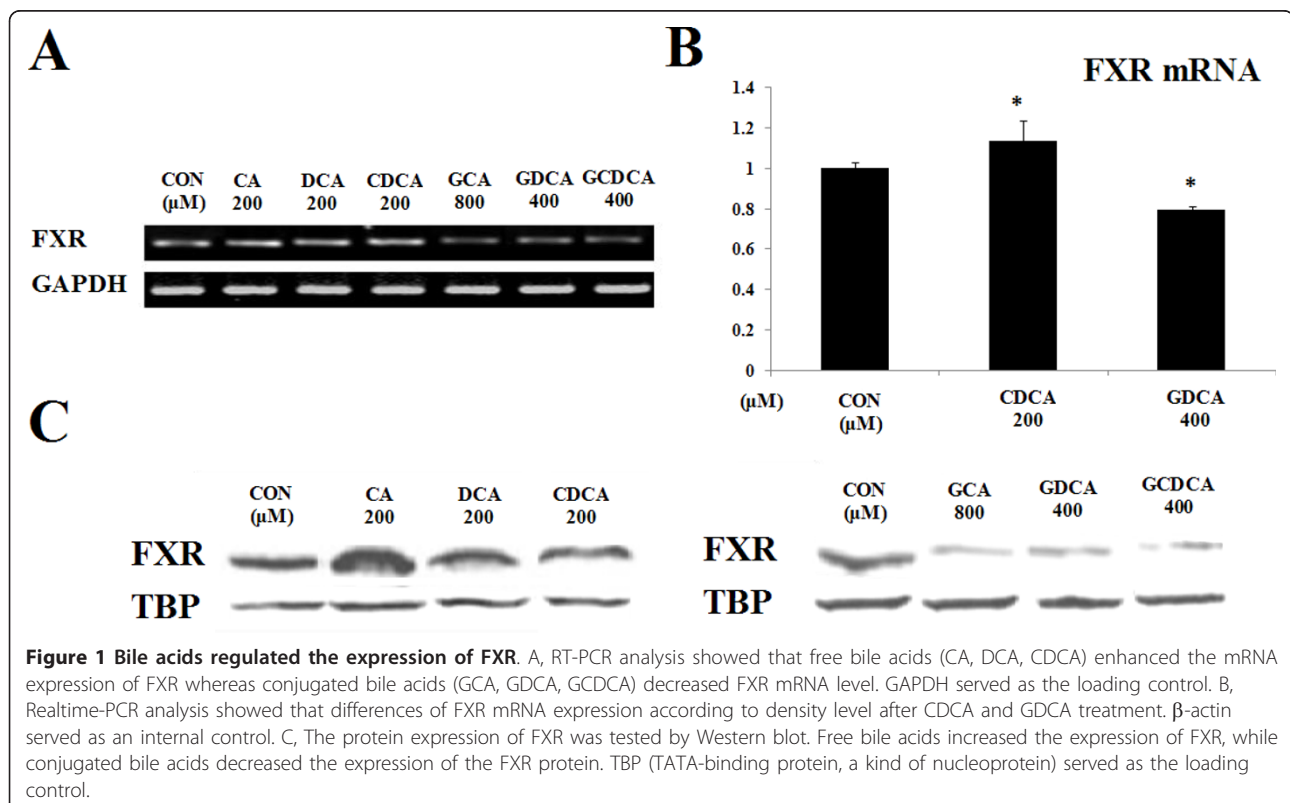 A
CON CA DCA CDCA GCA GDCA GCDCA
(µM) 200 200 200 800 400 400
FXR
GAPDH
B
FXR mRNA
1.4
1.2
1
0.8
0.6
0.4
0.2
0
* *
(µM) CON CDCA GDCA
(µM) 200 400
C
CON CA DCA CDCA
(µM) 200 200 200
FXR
TBP
CON GCA GDCA GCDCA
(µM) 800 400 400
FXR
TBP
Figure 1 Bile acids regulated the expression of FXR. A, RT-PCR analysis showed that free bile acids (CA, DCA, CDCA) enhanced the mRNA
expression of FXR whereas conjugated bile acids (GCA, GDCA, GCDCA) decreased FXR mRNA level. GAPDH served as the loading control. B,
Realtime-PCR analysis showed that differences of FXR mRNA expression according to density level after CDCA and GDCA treatment. β-actin
served as an internal control. C, The protein expression of FXR was tested by Western blot. Free bile acids increased the expression of FXR, while
conjugated bile acids decreased the expression of the FXR protein. TBP (TATA-binding protein, a kind of nucleoprotein) served as the loading
control.